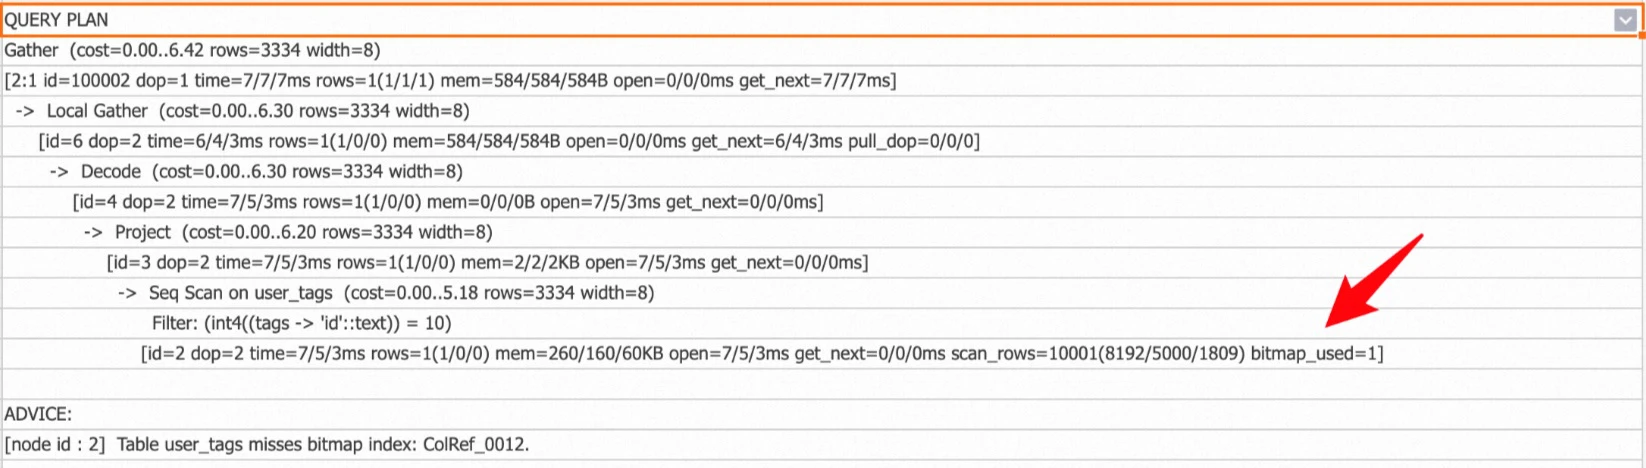 QUERY PLAN
Gather  (cost=0.00..6.42 rows=3334 width=8)
[2:1 id=100002 dop=1 time=7/7/7ms rows=1(1/1/1) mem=584/584/584B open=0/0/0ms get_next=7/7/7ms]
->  Local Gather  (cost=0.00..6.30 rows=3334 width=8)
[id=6 dop=2 time=6/4/3ms rows=1(1/0/0) mem=584/584/584B open=0/0/0ms get_next=6/4/3ms pull_dop=0/0/0]
->  Decode  (cost=0.00..6.30 rows=3334 width=8)
[id=4 dop=2 time=7/5/3ms rows=1(1/0/0) mem=0/0/0B open=7/5/3ms get_next=0/0/0ms]
->  Project  (cost=0.00..6.20 rows=3334 width=8)
[id=3 dop=2 time=7/5/3ms rows=1(1/0/0) mem=2/2/2KB open=7/5/3ms get_next=0/0/0ms]
->  Seq Scan on user_tags  (cost=0.00..5.18 rows=3334 width=8)
Filter: (int4((tags -> 'id'::text)) = 10)
[id=2 dop=2 time=7/5/3ms rows=1(1/0/0) mem=260/160/60KB open=7/5/3ms get_next=0/0/0ms scan_rows=10001(8192/5000/1809) bitmap_used=1]
ADVICE:
[node id : 2]  Table user_tags misses bitmap index: ColRef_0012.